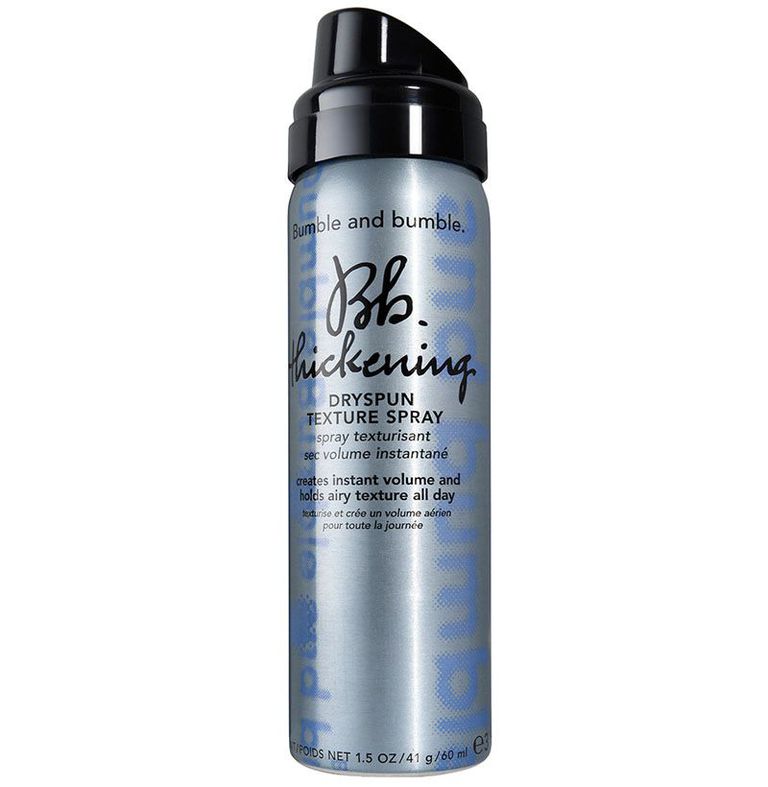 Bumble and bumble.
Bb.
thickening
DRYSPUN
TEXTURE SPRAY
spray texturisant
sec volume instantané
creates instant volume and
holds airy texture all day
texturise et crée un volume aérien
pour toute la journée
POIDS NET 1.5 OZ/41 g/60 ml ℮